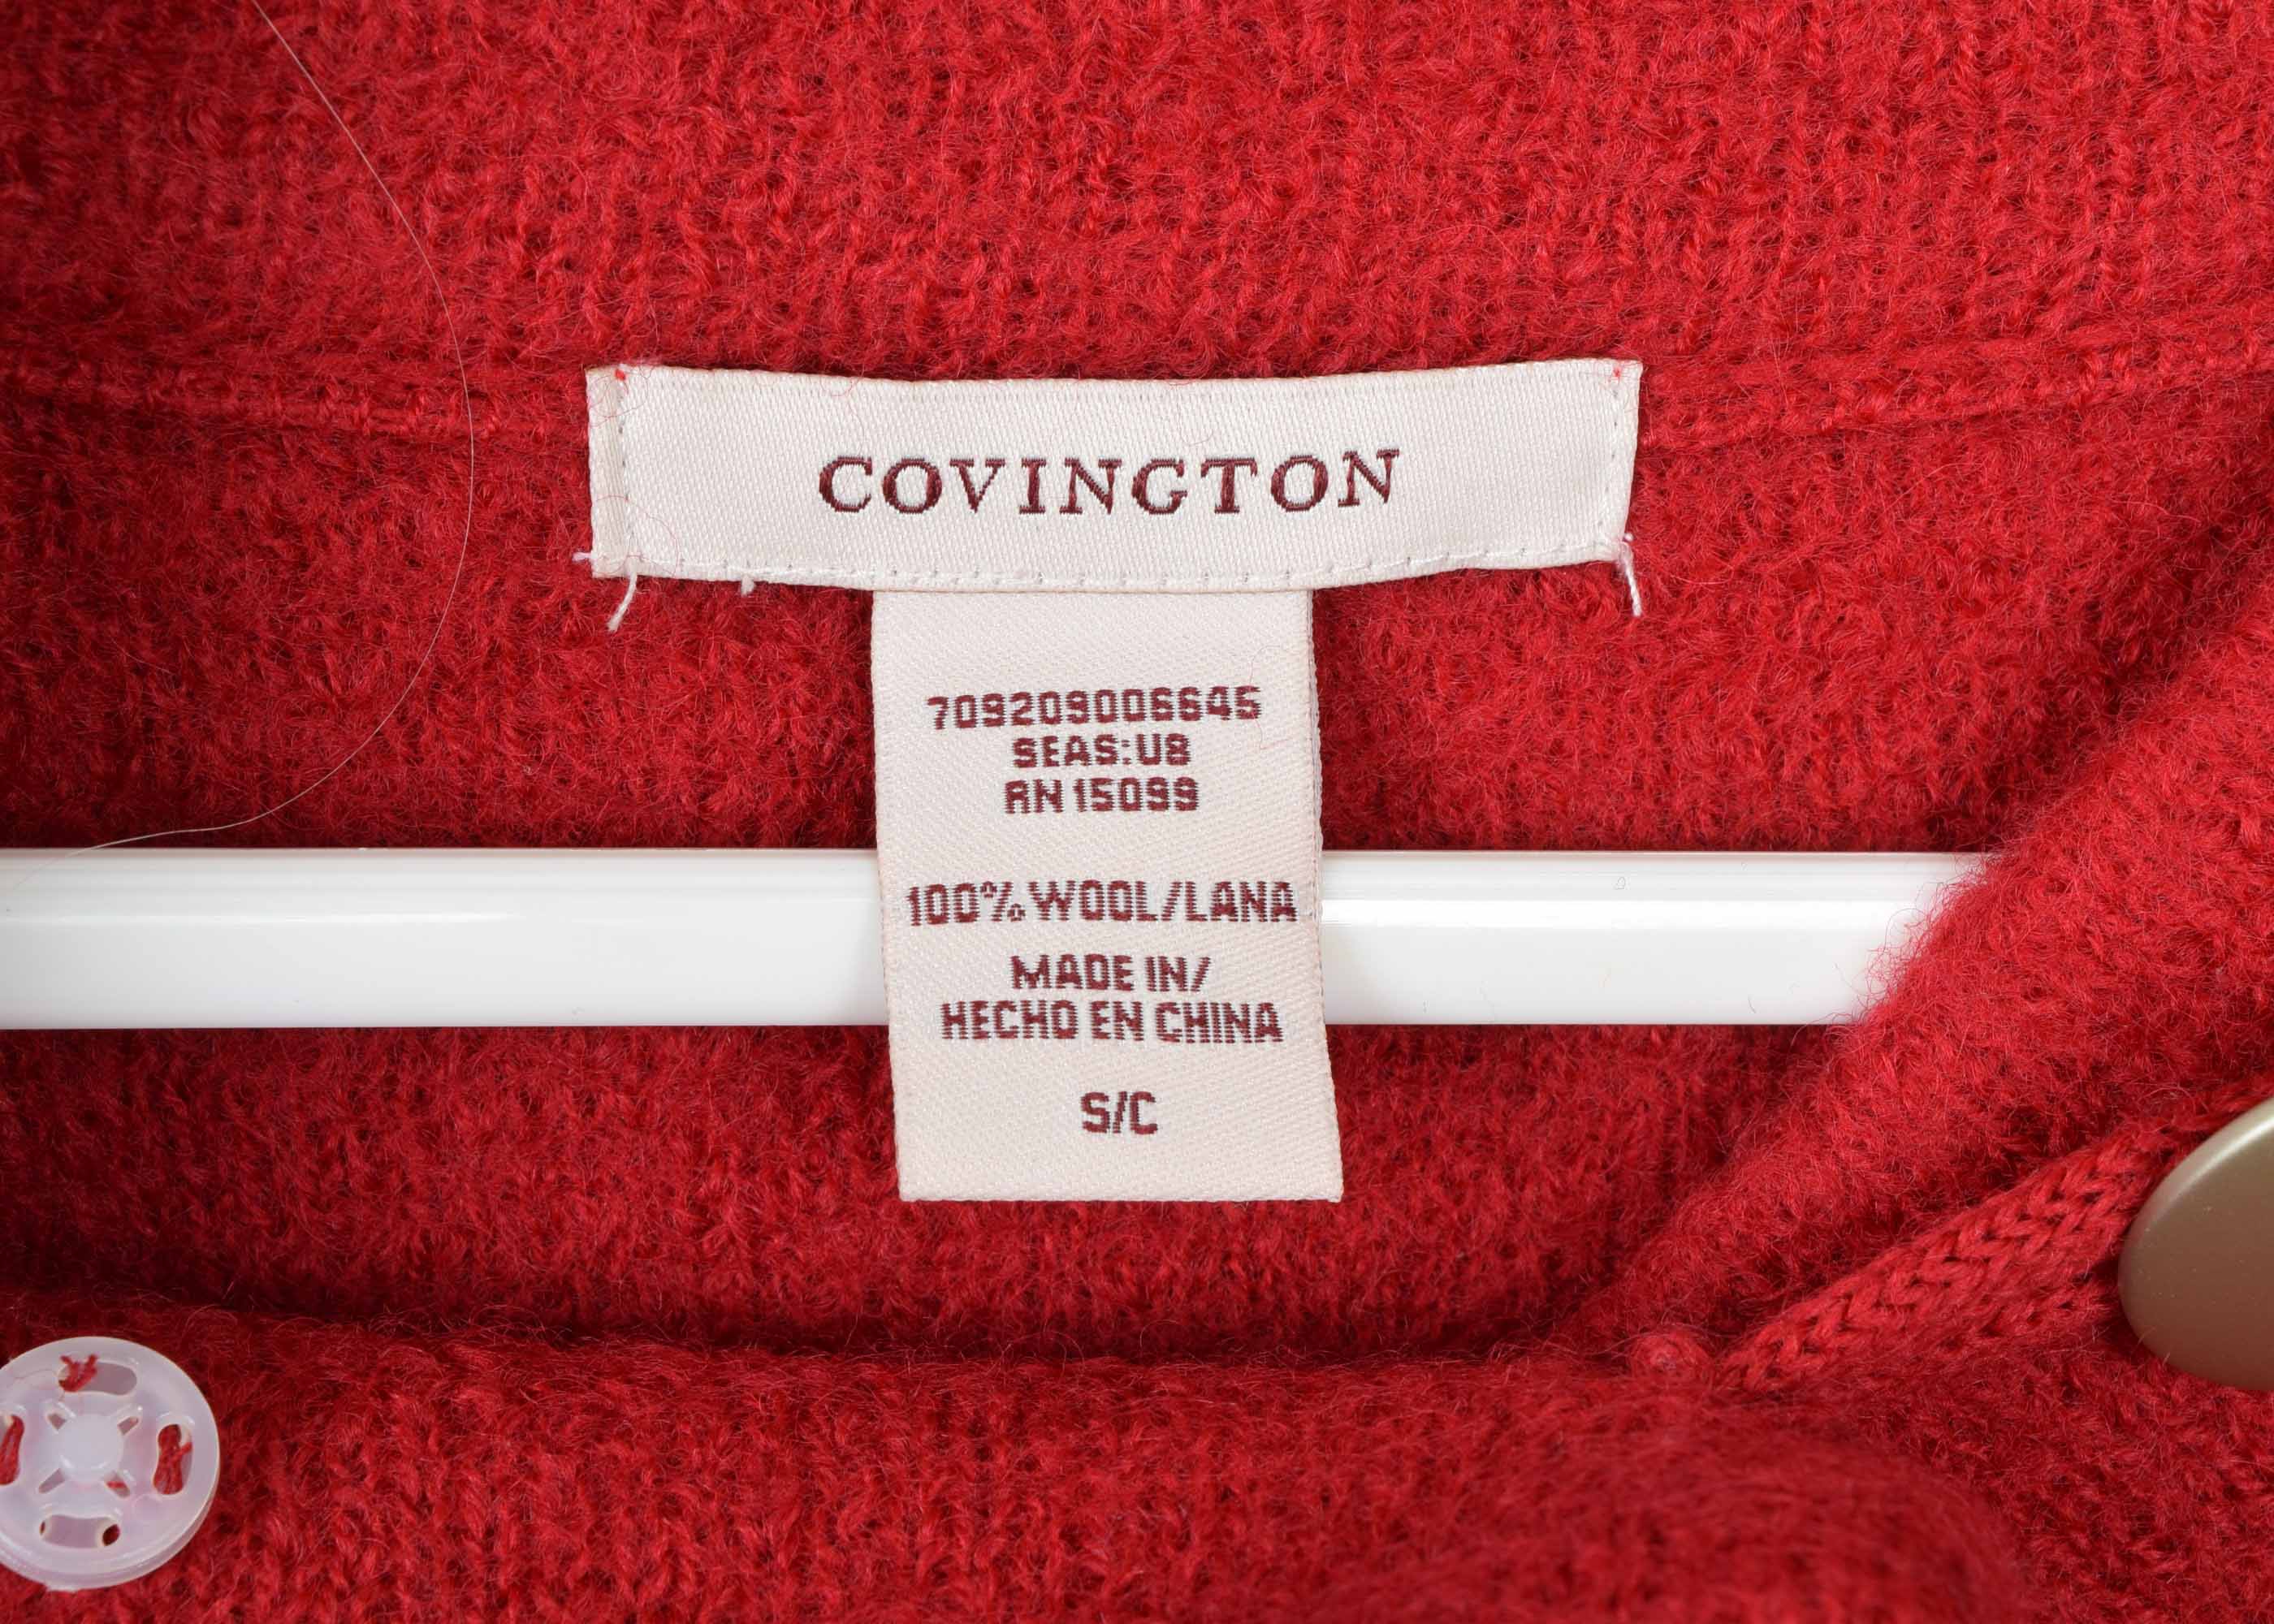 COVINGTON
709209006645
SEAS:U8
RN 15099
100% WOOL/LANA
MADE IN/
HECHO EN CHINA
S/C